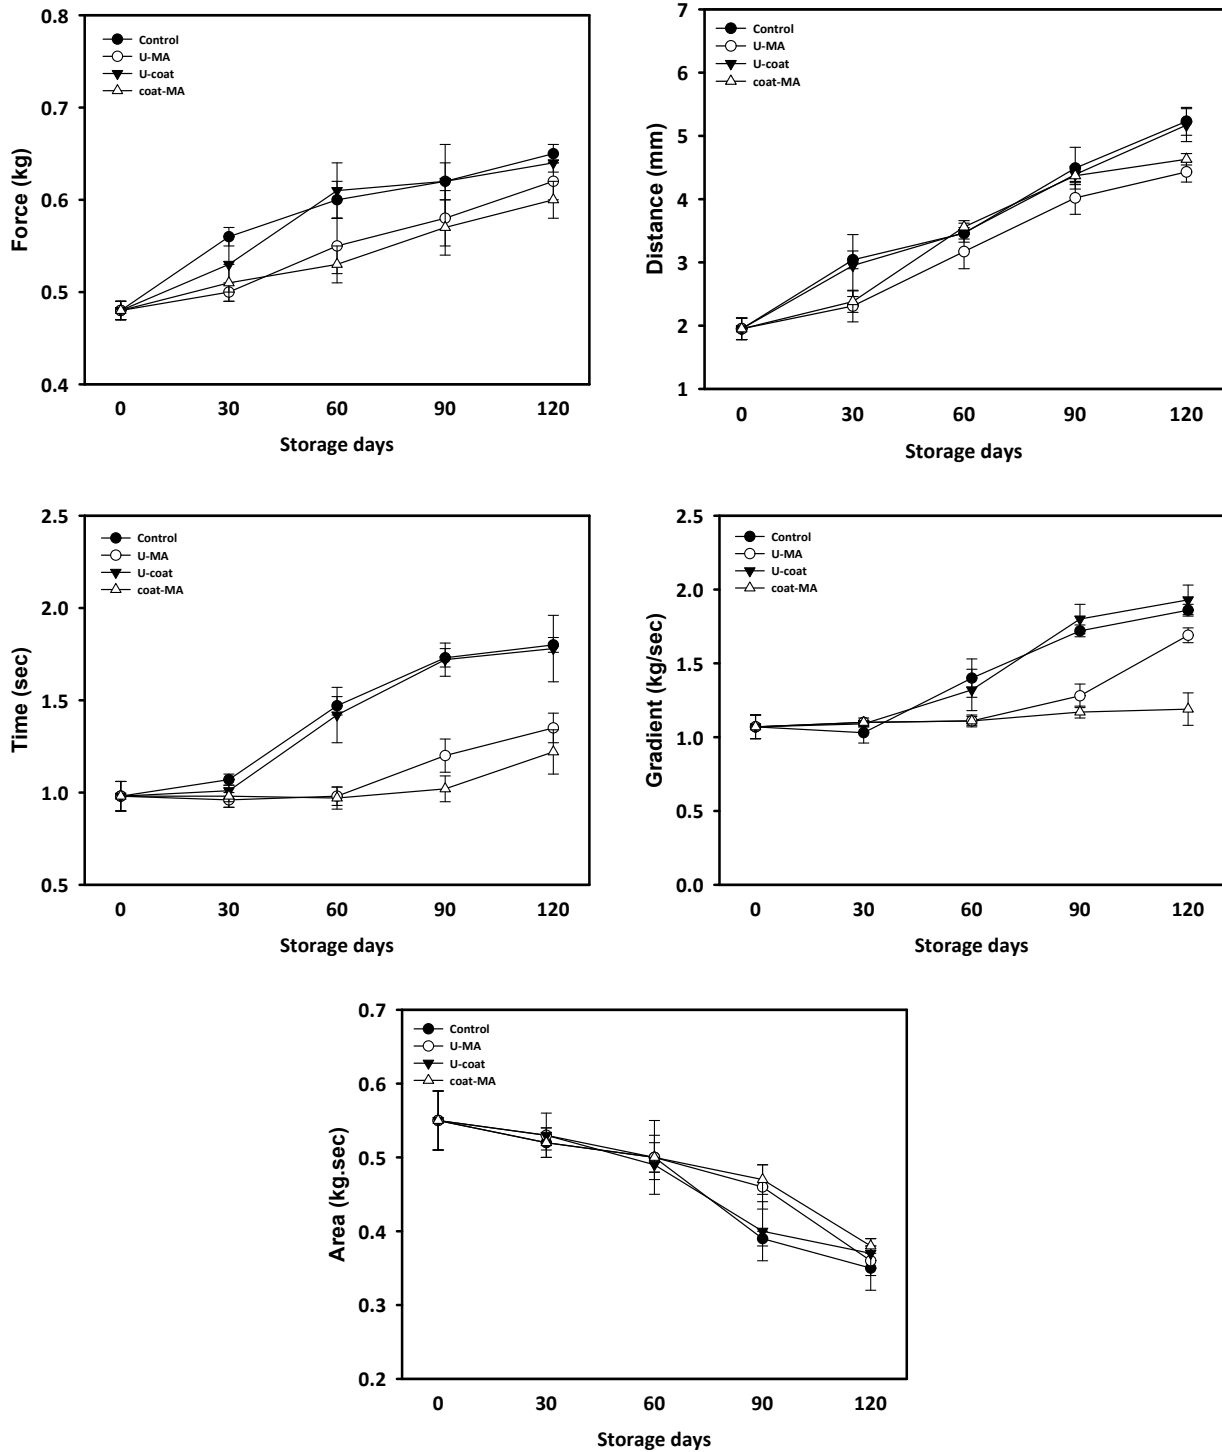 Force (kg)
0.8
0.7
0.6
0.5
0.4
Control
U-MA
U-coat
coat-MA
0 30 60 90 120
Storage days
Distance (mm)
7
6
5
4
3
2
1
Control
U-MA
U-coat
coat-MA
0 30 60 90 120
Storage days
Time (sec)
2.5
2.0
1.5
1.0
0.5
Control
U-MA
U-coat
coat-MA
0 30 60 90 120
Storage days
Gradient (kg/sec)
2.5
2.0
1.5
1.0
0.5
0.0
Control
U-MA
U-coat
coat-MA
0 30 60 90 120
Storage days
Area (kg.sec)
0.7
0.6
0.5
0.4
0.3
0.2
Control
U-MA
U-coat
coat-MA
0 30 60 90 120
Storage days